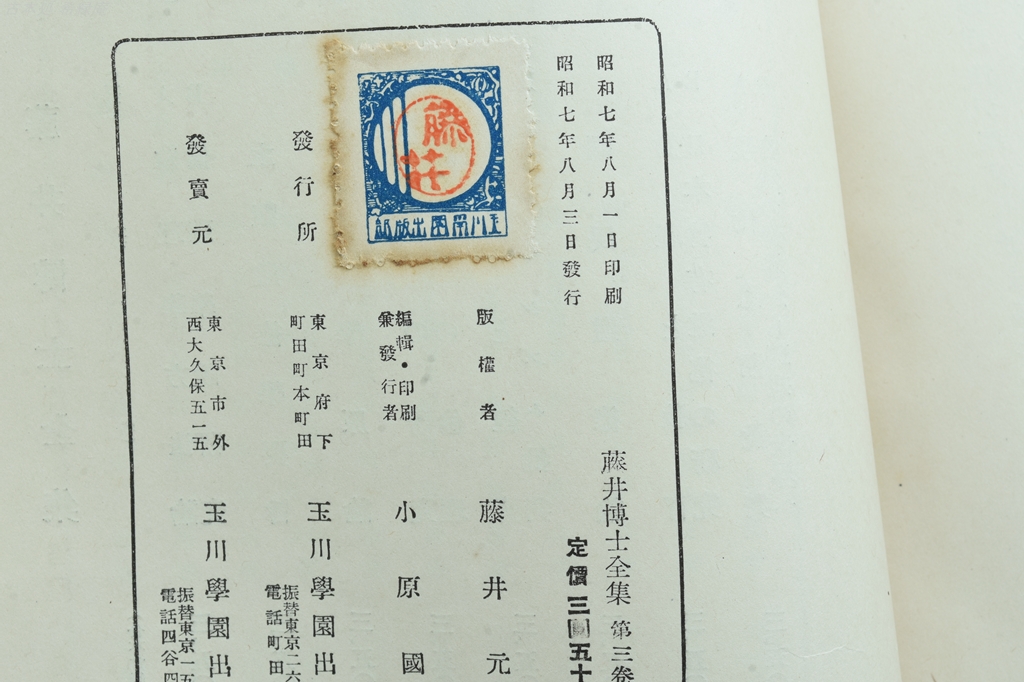 昭和七年八月一日印刷
昭和七年八月三日發行
藤井博士全集 第三卷
定價三圓五十
玉川學園出版部
藤井
版權者 藤井元
編輯・印刷
兼發行者
小原國
發行所
東京府下
町田町本町田
玉川學園出
振替東京二六
電話町田
發賣元
東京市外
西大久保五一五
玉川學園出
振替東京一五
電話四谷四